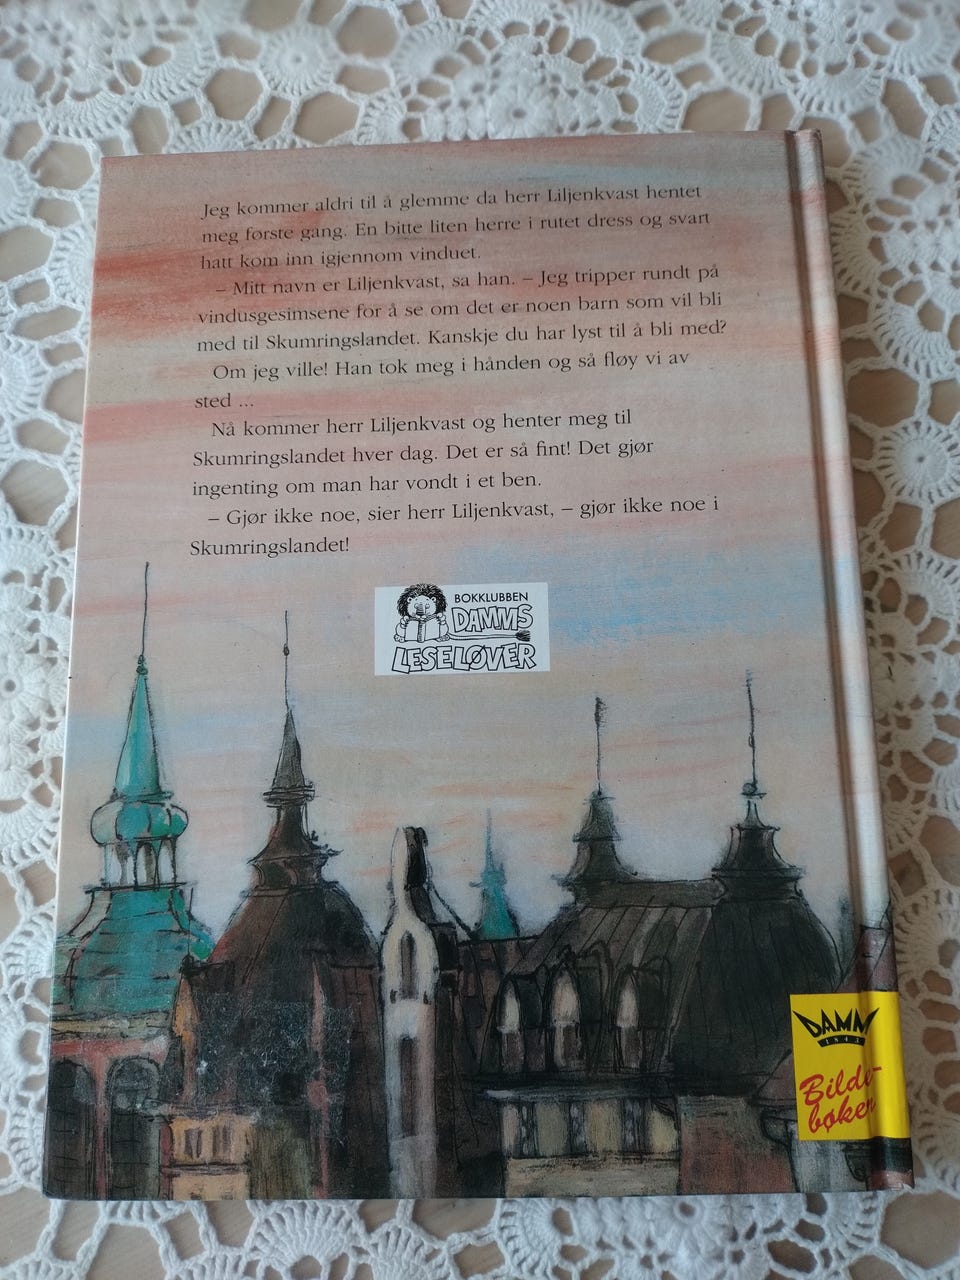 Jeg kommer aldri til å glemme da herr Liljenkvast hentet
meg første gang. En bitte liten herre i rutet dress og svart
hatt kom inn igjennom vinduet.
– Mitt navn er Liljenkvast, sa han. – Jeg tripper rundt på
vindusgesimsene for å se om det er noen barn som vil bli
med til Skumringslandet. Kanskje du har lyst til å bli med?
Om jeg ville! Han tok meg i hånden og så fløy vi av
sted ...
Nå kommer herr Liljenkvast og henter meg til
Skumringslandet hver dag. Det er så fint! Det gjør
ingenting om man har vondt i et ben.
– Gjør ikke noe, sier herr Liljenkvast, – gjør ikke noe i
Skumringslandet!
BOKKLUBBEN
DAMMS
LESELØVER
DAMM
1843
Bilde-
bøker